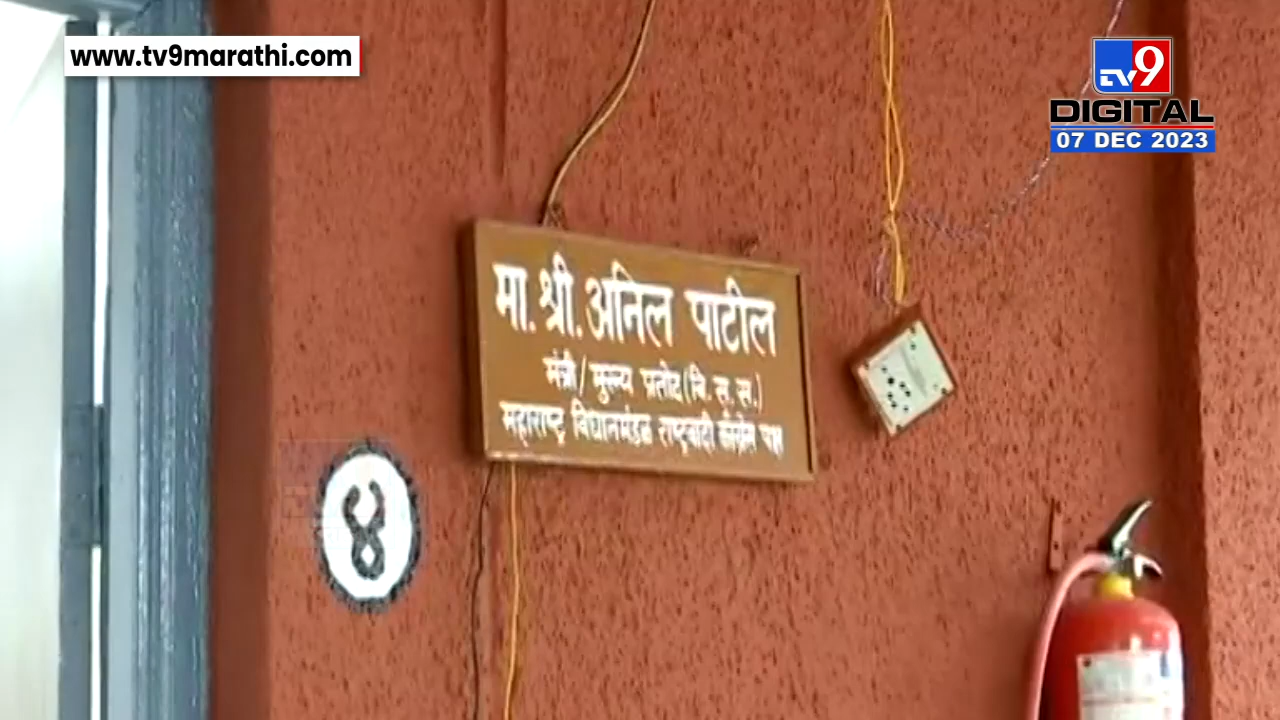 www.tv9marathi.com
TV9
DIGITAL
07 DEC 2023
मा. श्री. अनिल पाटील
मंत्री/मुख्य प्रतोद(वि.स.स.)
महाराष्ट्र विधानमंडळ राष्ट्रवादी काँग्रेस पक्ष
४